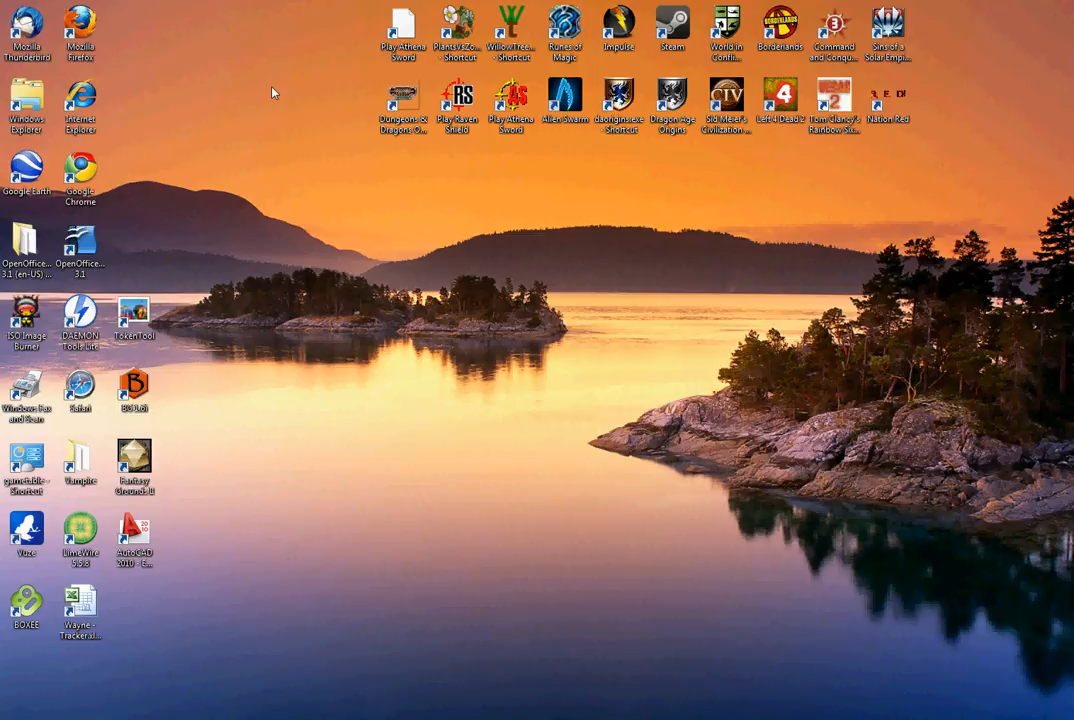 Mozilla
Thunderbird
Mozilla
Firefox
Play Athena
Sword
PlantsVsZo...
- Shortcut
WillowTree...
- Shortcut
Runes of
Magic
Impulse
Steam
World in
Confli...
Borderlands
Command
and Conqu...
Sins of a
Solar Empi...
Windows
Explorer
Internet
Explorer
Dungeons &
Dragons O...
Play Raven
Shield
Play Athena
Sword
Alien Swarm
daorigins.exe
- Shortcut
Dragon Age
Origins
Sid Meier's
Civilization ...
Left 4 Dead 2
Tom Clancy's
Rainbow Six...
Nation Red
Google Earth
Google
Chrome
OpenOffice...
3.1 (en-US) ...
OpenOffice...
3.1
ISO Image
Burner
DAEMON
Tools Lite
TokenTool
Windows Fax
and Scan
Safari
gametable -
Shortcut
Vampire
Fantasy
Grounds II
Vuze
LimeWire
5.5.8
AutoCAD
2010 - E...
BOXEE
Wayne -
Tracker.xl...